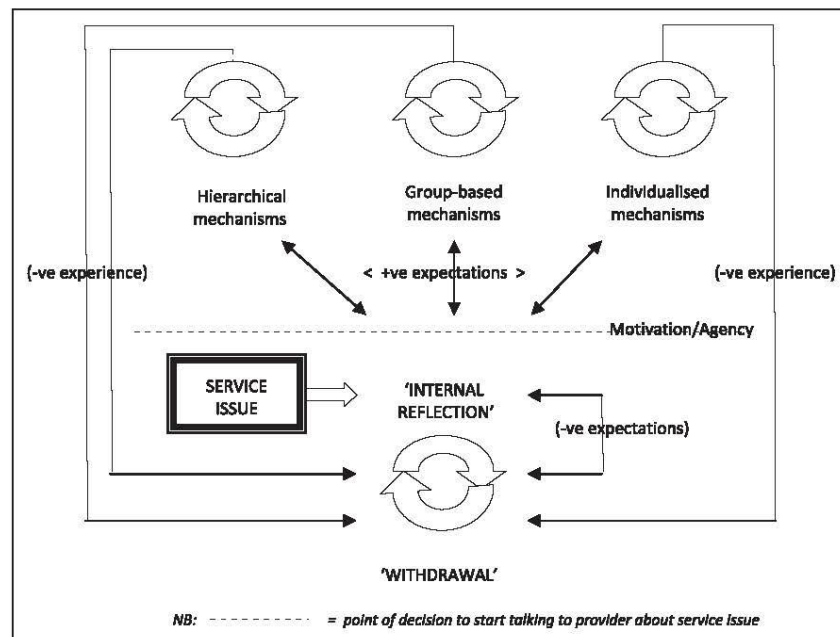 Hierarchical
mechanisms
Group-based
mechanisms
Individualised
mechanisms
(-ve experience)
< +ve expectations >
(-ve experience)
Motivation/Agency
SERVICE
ISSUE
'INTERNAL
REFLECTION'
(-ve expectations)
'WITHDRAWAL'
NB: - - - - - - - - - - - - = point of decision to start talking to provider about service issue